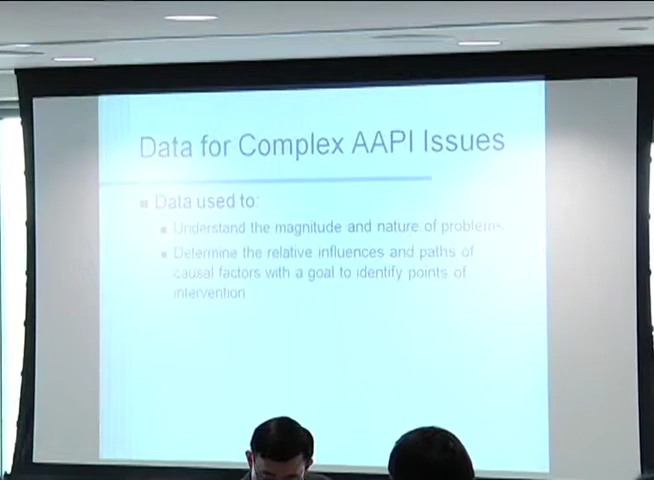 Data for Complex AAPI Issues
Data used to:
Understand the magnitude and nature of problems
Determine the relative influences and paths of
causal factors with a goal to identify points of
intervention